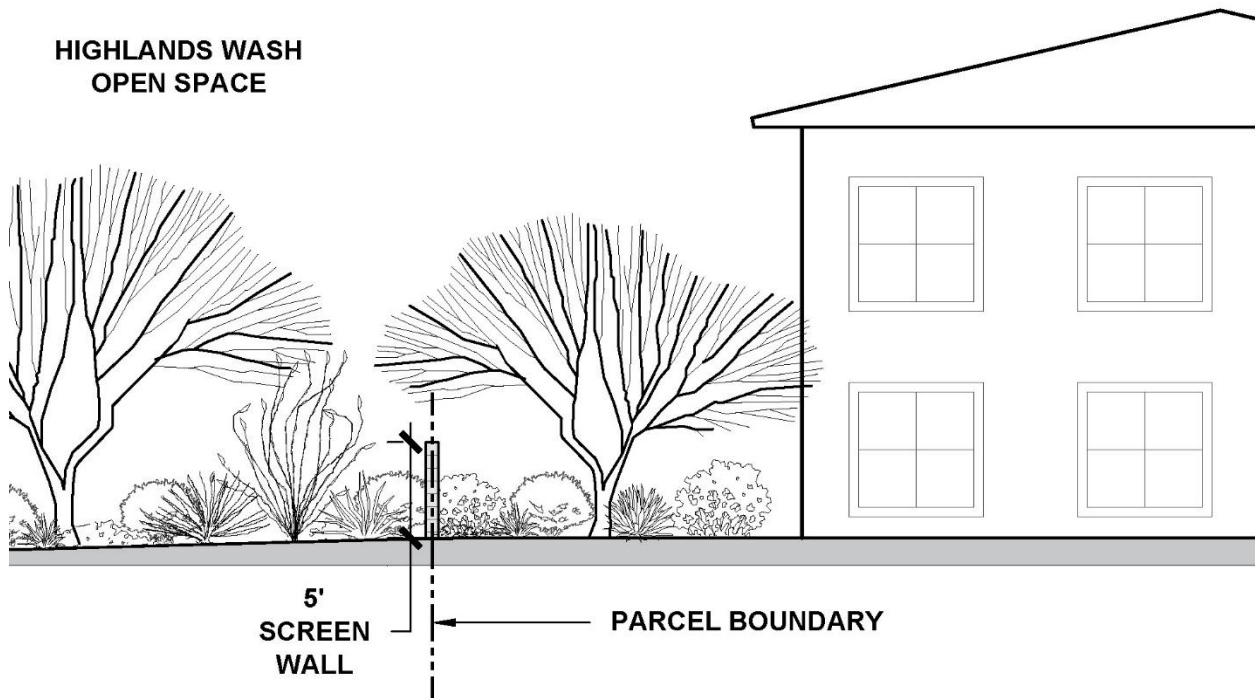 HIGHLANDS WASH
OPEN SPACE
5'
SCREEN
WALL
PARCEL BOUNDARY